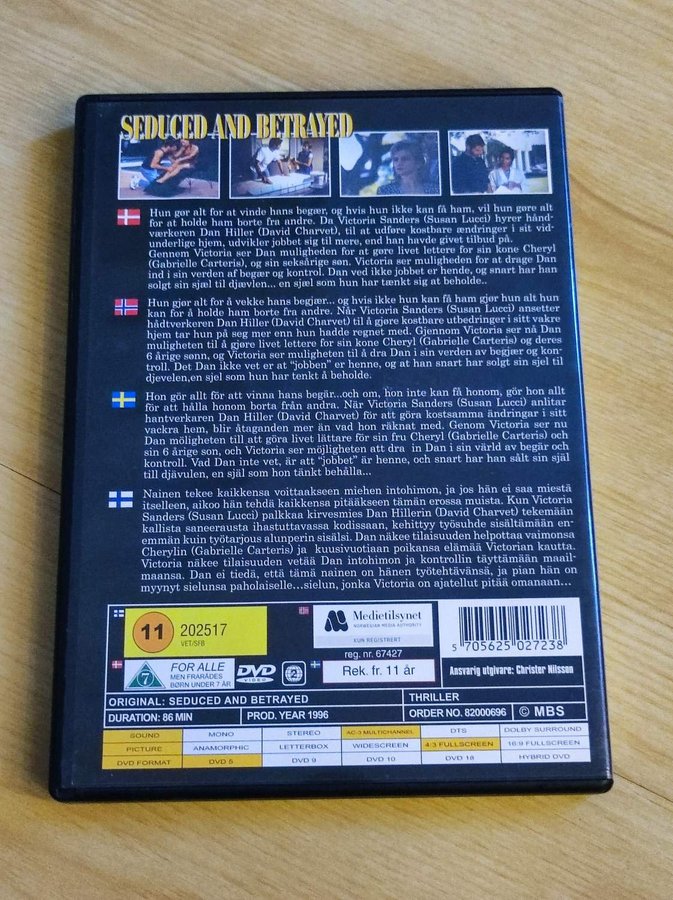 SEDUCED AND BETRAYED
Hun gør alt for at vinde hans begær, og hvis hun ikke kan få ham, vil hun gøre alt
for at holde ham borte fra andre. Da Victoria Sanders (Susan Lucci) hyrer hånd-
værkeren Dan Hiller (David Charvet), til at udføre kostbare ændringer i sit vid-
underlige hjem, udvikler jobbet sig til mere, end han havde givet tilbud på.
Gennem Victoria ser Dan muligheden for at gøre livet lettere for sin kone Cheryl
(Gabrielle Carteris), og sin seksårige søn. Victoria ser muligheden for at drage Dan
ind i sin verden af begær og kontrol. Dan ved ikke jobbet er hende, og snart har han
solgt sin sjæl til djævlen... en sjæl som hun har tænkt sig at beholde..
Hun gjør alt for å vekke hans begjær... og hvis hun ikke kan få ham gjør hun alt hun
kan for å holde ham borte fra andre. Når Victoria Sanders (Susan Lucci) ansetter
hådtverkeren Dan Hiller (David Charvet) til å gjøre kostbare utbedringer i sitt vakre
hjem tar hun på seg mer enn hun hadde regnet med. Gjennom Victoria ser nå Dan
muligheten til å gjøre livet lettere for sin kone Cheryl (Gabrielle Carteris) og deres
6 årige sønn, og Victoria ser muligheten til å dra Dan i sin verden av begjær og kon-
troll. Det Dan ikke vet er at "jobben" er henne, og at han snart har solgt sin sjel til
djevelen,en sjel som hun har tenkt å beholde.
Hon gör allt för att vinna hans begär...och om, hon inte kan få honom, gör hon allt
för att hålla honom borta från andra. När Victoria Sanders (Susan Lucci) anlitar
hantverkaren Dan Hiller (David Charvet) för att göra kostsamma ändringar i sitt
vackra hem, blir åtaganden mer än vad hon räknat med. Genom Victoria ser nu
Dan möligheten till att göra livet lättare för sin fru Cheryl (Gabrielle Carteris) och
sin 6 årige son, och Victoria ser möjligheten att dra in Dan i sin värld av begär och
kontroll. Vad Dan inte vet, är att "jobbet" är henne, och snart har han sålt sin själ
till djävulen, en själ som hon tänkt behålla...
Nainen tekee kaikkensa voittaakseen miehen intohimon, ja jos hän ei saa miestä
itselleen, aikoo hän tehdä kaikkensa pitääkseen tämän erossa muista. Kun Victoria
Sanders (Susan Lucci) palkkaa kirvesmies Dan Hillerin (David Charvet) tekemään
kallista saneerausta ihastuttavassa kodissaan, kehittyy työsuhde sisältämään en-
emmän kuin työtarjous alunperin sisälsi. Dan näkee tilaisuuden helpottaa vaimonsa
Cherylin (Gabrielle Carteris) ja kuusivuotiaan poikansa elämää Victorian kautta.
Victoria näkee tilaisuuden vetää Dan intohimon ja kontrollin täyttämään maail-
maansa. Dan ei tiedä, että tämä nainen on hänen työtehtävänsä, ja pian hän on
myynyt sielunsa paholaiselle...sielun, jonka Victoria on ajatellut pitää omanaan...
11 202517
VET/SFB
Medietilsynet
NORWEGIAN MEDIA AUTHORITY
KUN REGISTRERT
reg. nr. 67427
Rek. fr. 11 år
7 FOR ALLE
MEN FRARÅDES
BØRN UNDER 7 ÅR
DVD
VIDEO
2
5 705625 027238
Ansvarig utgivare: Christer Nilsson
ORIGINAL: SEDUCED AND BETRAYED THRILLER
DURATION: 86 MIN PROD. YEAR 1996 ORDER NO. 82000696 © MBS
SOUND MONO STEREO AC-3 MULTICHANNEL DTS DOLBY SURROUND
PICTURE ANAMORPHIC LETTERBOX WIDESCREEN 4:3 FULLSCREEN 16:9 FULLSCREEN
DVD FORMAT DVD 5 DVD 9 DVD 10 DVD 18 HYBRID DVD